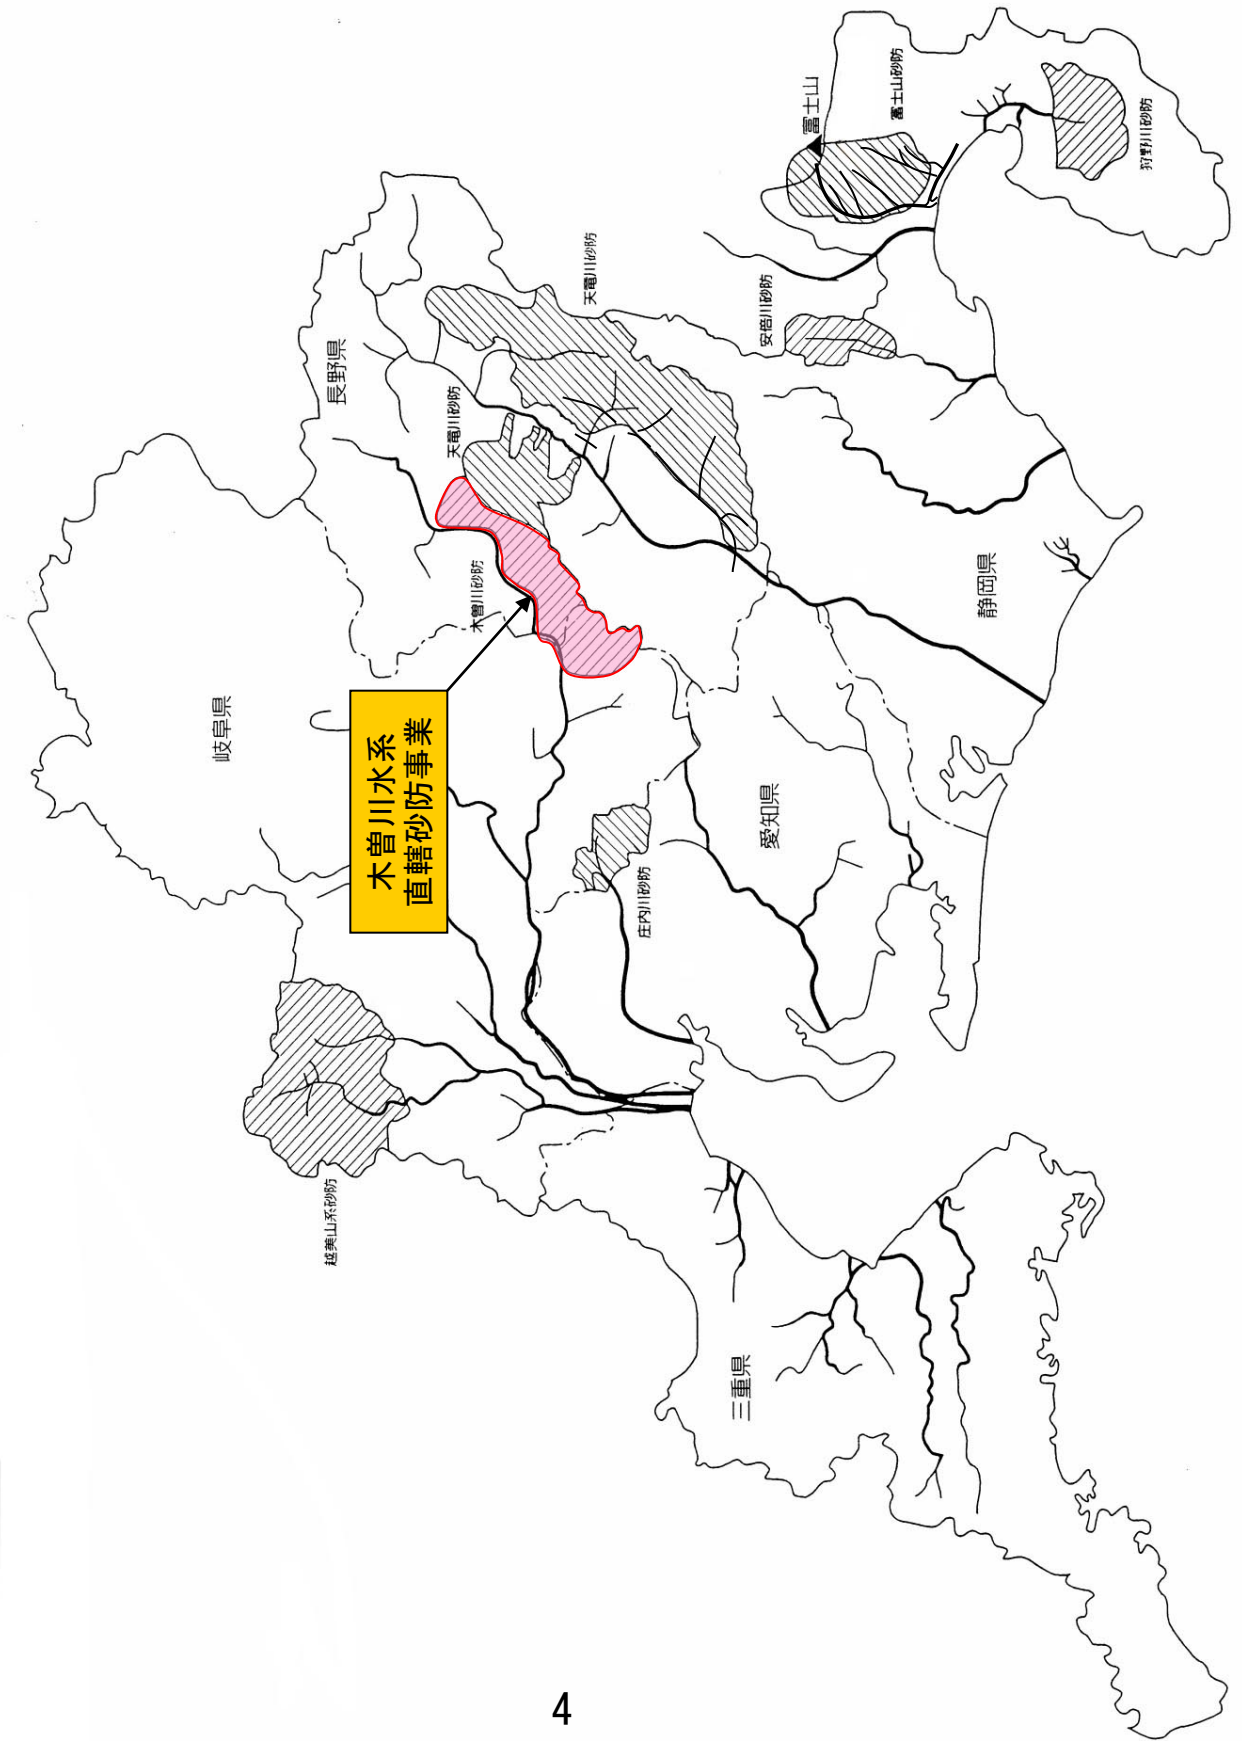 富士山
富士山砂防
狩野川砂防
天竜川砂防
安倍川砂防
長野県
天竜川砂防
木曽川砂防
静岡県
岐阜県
木曽川水系
直轄砂防事業
愛知県
庄内川砂防
越美山系砂防
三重県
4